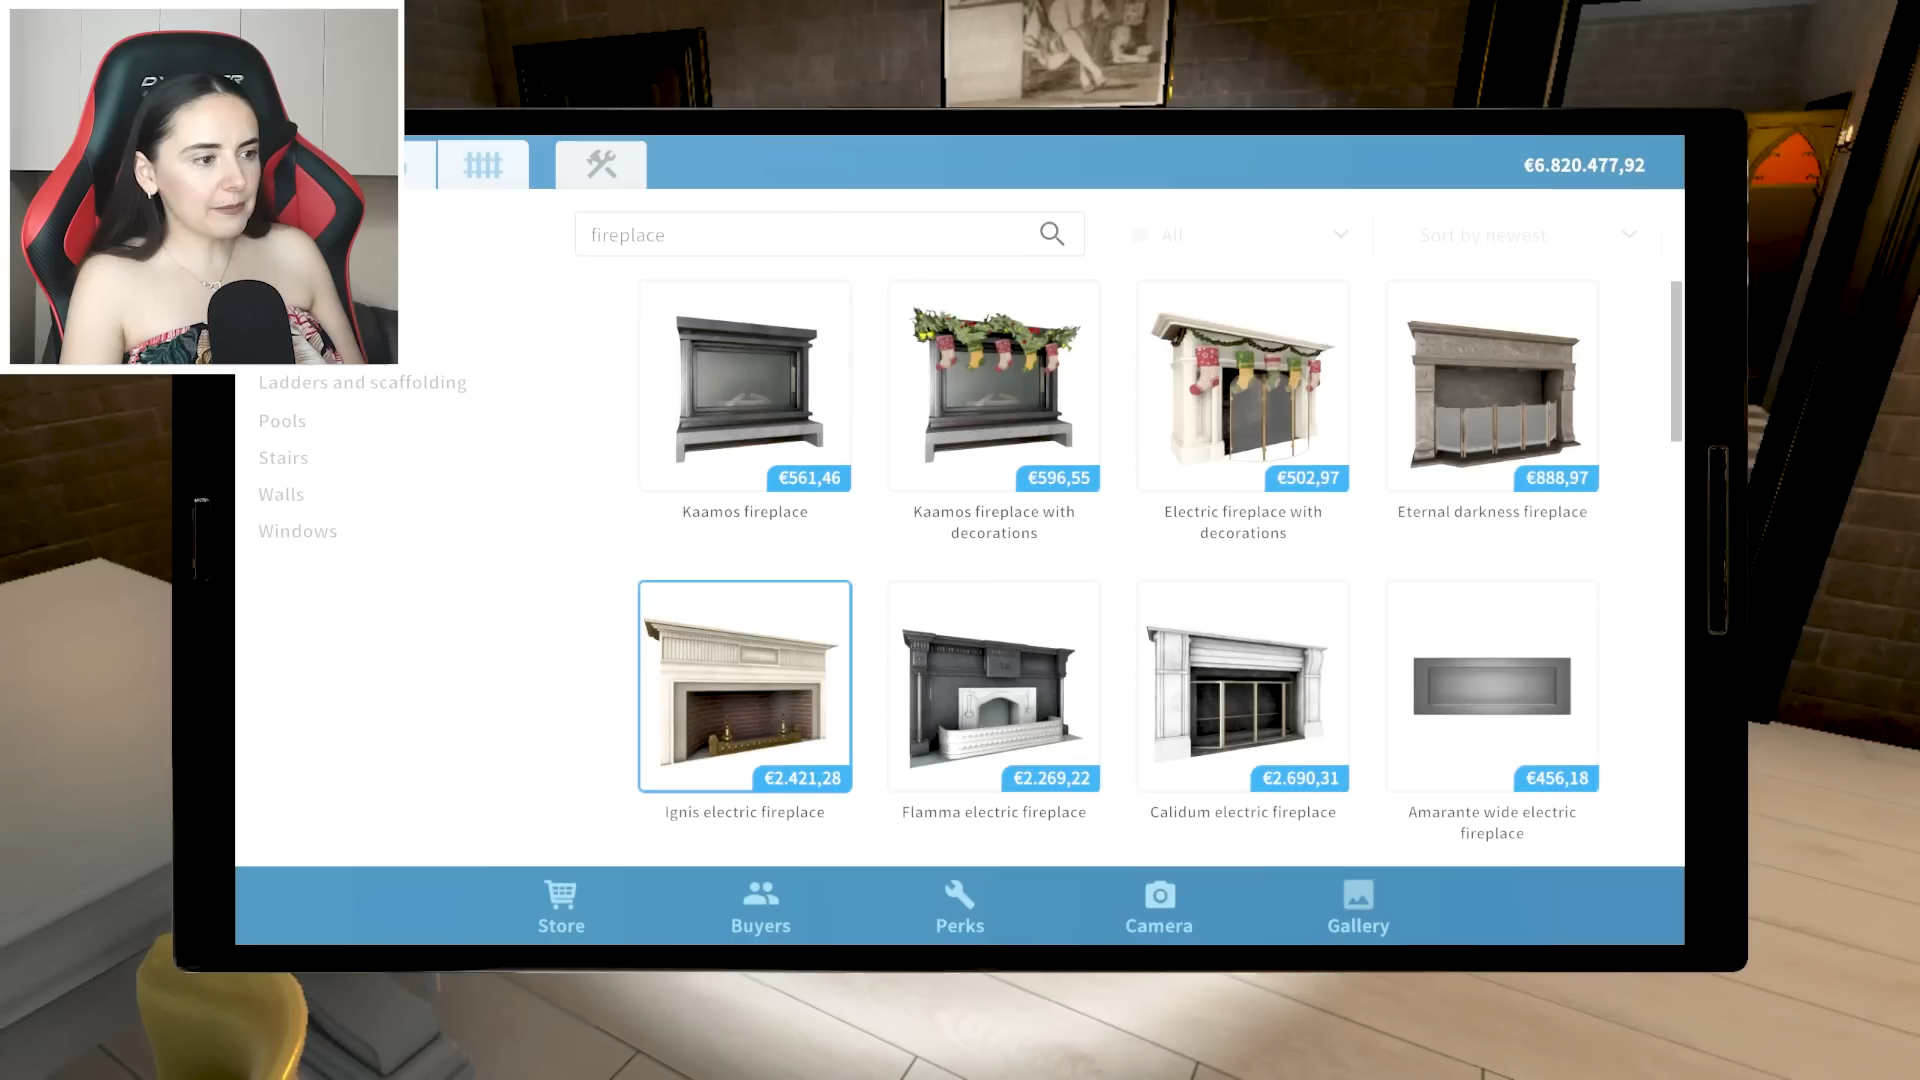 €6.820.477,92
fireplace
All
Sort by newest
Ladders and scaffolding
Pools
Stairs
Walls
Windows
€561,46
€596,55
€502,97
€888,97
Kaamos fireplace
Kaamos fireplace with
decorations
Electric fireplace with
decorations
Eternal darkness fireplace
€2.421,28
€2.269,22
€2.690,31
€456,18
Ignis electric fireplace
Flamma electric fireplace
Calidum electric fireplace
Amarante wide electric
fireplace
Store
Buyers
Perks
Camera
Gallery